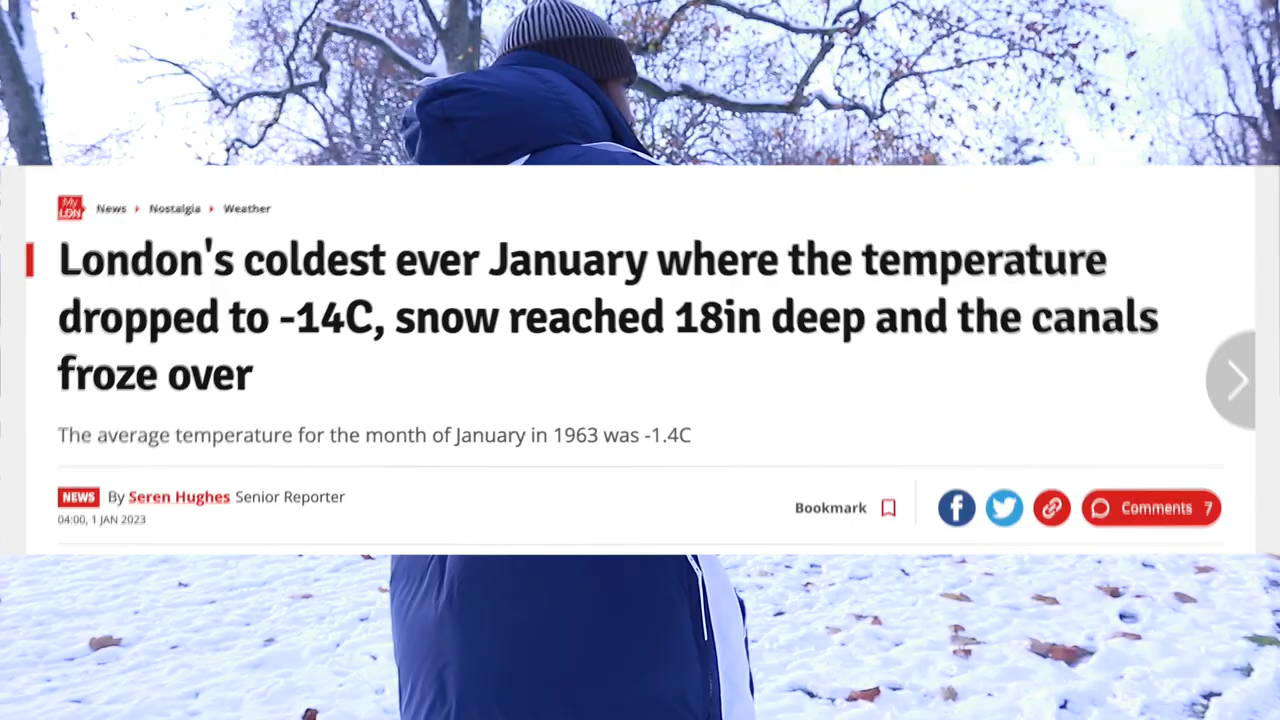 My
LDN
News Nostalgia Weather
London's coldest ever January where the temperature
dropped to -14C, snow reached 18in deep and the canals
froze over
The average temperature for the month of January in 1963 was -1.4C
NEWS By Seren Hughes Senior Reporter
04:00, 1 JAN 2023
Bookmark
Comments 7